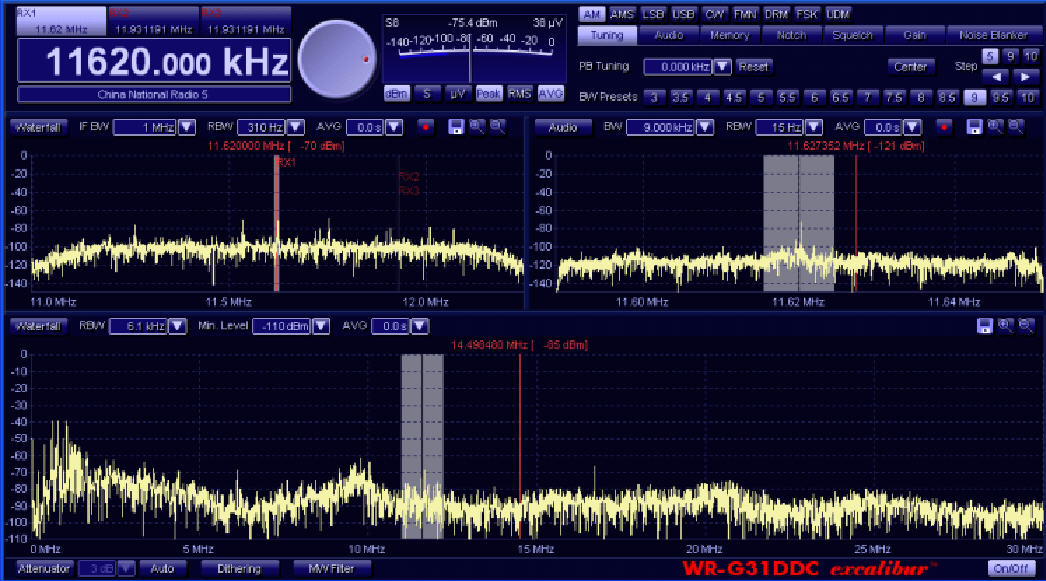 RX1 RX2 RX3
11.62 MHz 11.931191 MHz 11.931191 MHz
11620.000 kHz
China National Radio 5
S8 -75.4 dBm 38 µV
-140 -120 -100 -80 -60 -40 -20 0
dBm S µV Peak RMS AVG
AM AMS LSB USB CW FMN DRM FSK UDM
Tuning Audio Memory Notch Squelch Gain Noise Blanker
PB Tuning 0.000 kHz Reset Center Step 5 9 10
BW Presets 3 3.5 4 4.5 5 5.5 6 6.5 7 7.5 8 8.5 9 9.5 10
Waterfall IF BW 1 MHz RBW 310 Hz AVG 0.0 s
11.620000 MHz [ -70 dBm]
RX1
RX2
RX3
0
-20
-40
-60
-80
-100
-120
-140
11.0 MHz 11.5 MHz 12.0 MHz
Audio BW 9.000 kHz RBW 15 Hz AVG 0.0 s
11.627352 MHz [ -121 dBm]
0
-20
-40
-60
-80
-100
-120
-140
11.60 MHz 11.62 MHz 11.64 MHz
Waterfall RBW 6.1 kHz Min. Level -110 dBm AVG 0.0 s
14.498480 MHz [ -85 dBm]
0
-10
-20
-30
-40
-50
-60
-70
-80
-90
-100
-110
0 MHz 5 MHz 10 MHz 15 MHz 20 MHz 25 MHz 30 MHz
Attenuator 3 dB Auto Dithering MW Filter WR-G31DDC excalibur™ On/Off